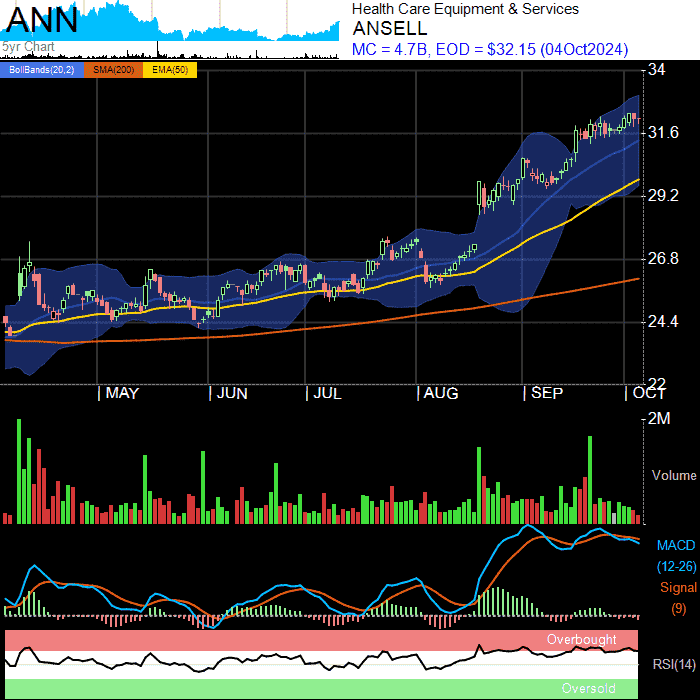 ANN
5yr Chart
Health Care Equipment & Services
ANSELL
MC = 4.7B, EOD = $32.15 (04Oct2024)
BollBands(20,2) SMA(200) EMA(50)
34
31.6
29.2
26.8
24.4
22
MAY JUN JUL AUG SEP OCT
2M
Volume
MACD
(12-26)
Signal
(9)
Overbought
RSI(14)
Oversold